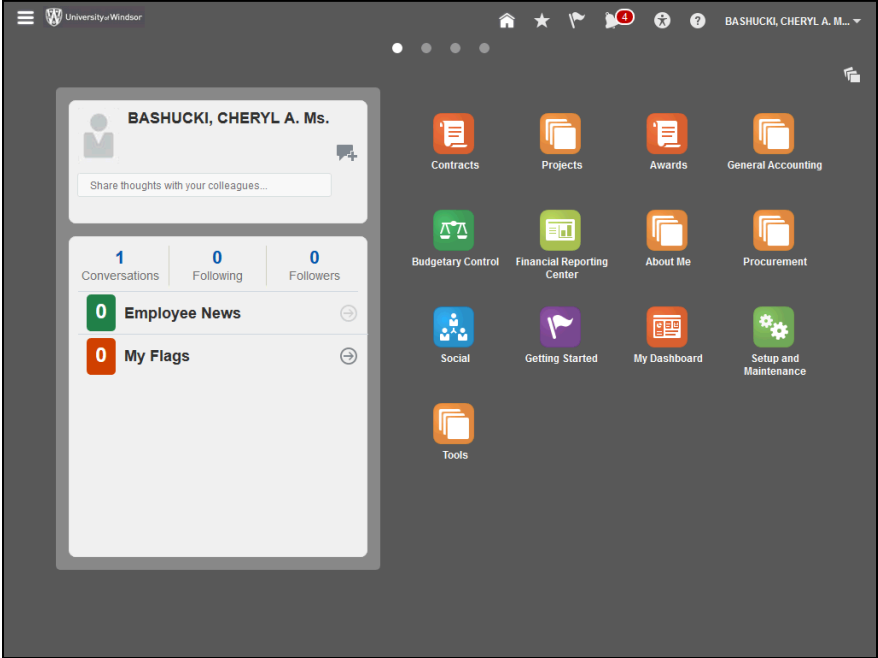 University of Windsor
4
BASHUCKI, CHERYL A. M...
BASHUCKI, CHERYL A. Ms.
Share thoughts with your colleagues...
1 0 0
Conversations Following Followers
0 Employee News
0 My Flags
Contracts Projects Awards General Accounting
Budgetary Control Financial Reporting About Me Procurement
Center
Social Getting Started My Dashboard Setup and
Maintenance
Tools